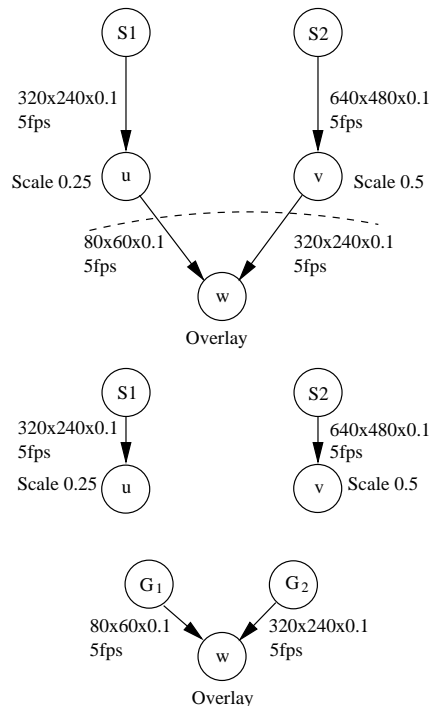 S1
S2
320x240x0.1
5fps
640x480x0.1
5fps
Scale 0.25
u
v
Scale 0.5
80x60x0.1
5fps
320x240x0.1
5fps
w
Overlay
S1
S2
320x240x0.1
5fps
640x480x0.1
5fps
Scale 0.25
u
v
Scale 0.5
G1
G2
80x60x0.1
5fps
320x240x0.1
5fps
w
Overlay